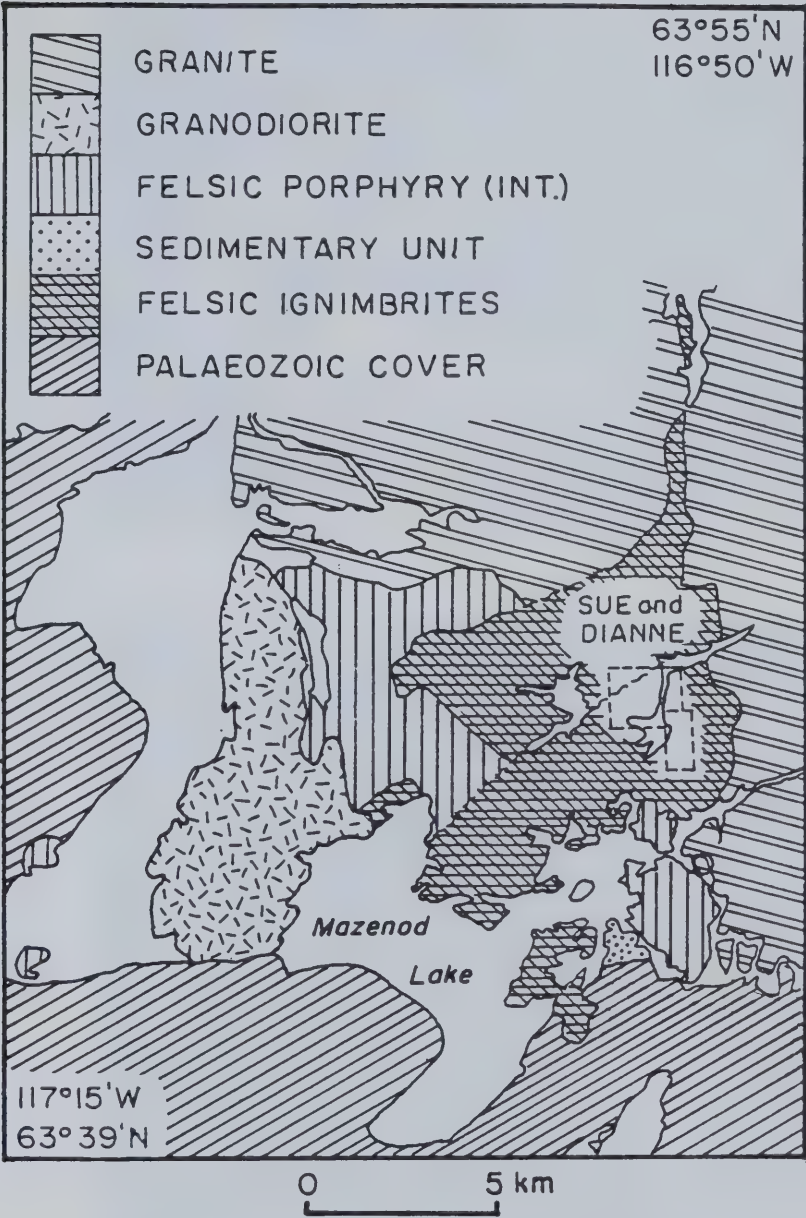 63°55'N
116°50'W
GRANITE
GRANODIORITE
FELSIC PORPHYRY (INT.)
SEDIMENTARY UNIT
FELSIC IGNIMBRITES
PALAEOZOIC COVER
SUE and
DIANNE
Mazenod
Lake
117°15'W
63°39'N
0 5 km